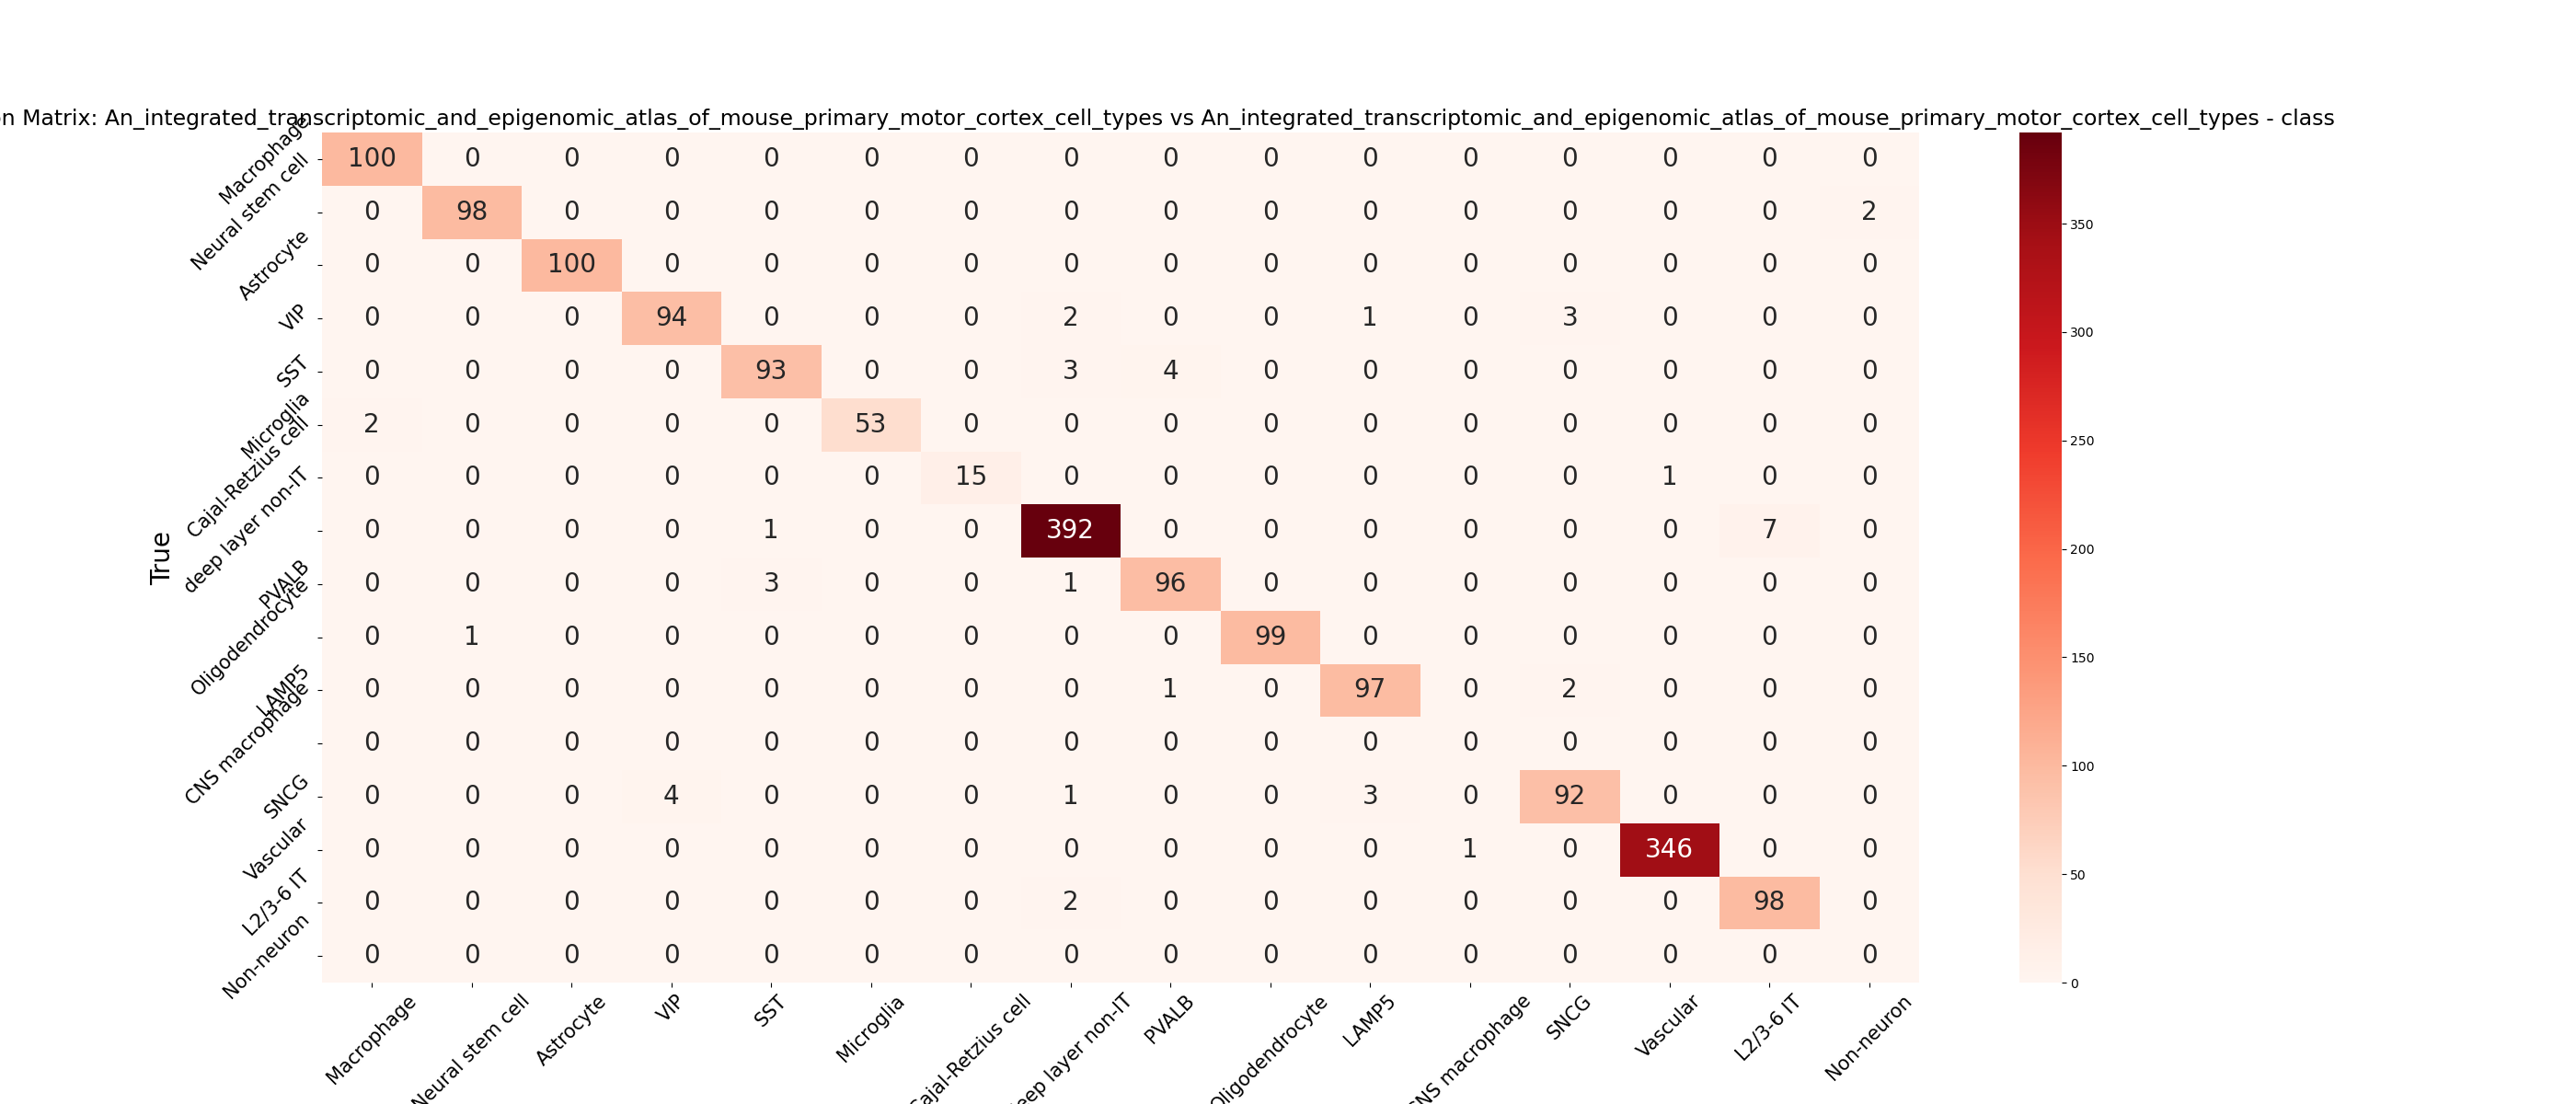 n Matrix: An_integrated_transcriptomic_and_epigenomic_atlas_of_mouse_primary_motor_cortex_cell_types vs An_integrated_transcriptomic_and_epigenomic_atlas_of_mouse_primary_motor_cortex_cell_types - class
True
Macrophage 100 0 0 0 0 0 0 0 0 0 0 0 0 0 0 0
Neural stem cell 0 98 0 0 0 0 0 0 0 0 0 0 0 0 0 2
Astrocyte 0 0 100 0 0 0 0 0 0 0 0 0 0 0 0 0
VIP 0 0 0 94 0 0 0 2 0 0 1 0 3 0 0 0
SST 0 0 0 0 93 0 0 3 4 0 0 0 0 0 0 0
Microglia 2 0 0 0 0 53 0 0 0 0 0 0 0 0 0 0
Cajal-Retzius cell 0 0 0 0 0 0 15 0 0 0 0 0 0 1 0 0
deep layer non-IT 0 0 0 0 1 0 0 392 0 0 0 0 0 0 7 0
PVALB 0 0 0 0 3 0 0 1 96 0 0 0 0 0 0 0
Oligodendrocyte 0 1 0 0 0 0 0 0 0 99 0 0 0 0 0 0
LAMP5 0 0 0 0 0 0 0 0 1 0 97 0 2 0 0 0
CNS macrophage 0 0 0 0 0 0 0 0 0 0 0 0 0 0 0 0
SNCG 0 0 0 4 0 0 0 1 0 0 3 0 92 0 0 0
Vascular 0 0 0 0 0 0 0 0 0 0 0 1 0 346 0 0
L2/3-6 IT 0 0 0 0 0 0 0 2 0 0 0 0 0 0 98 0
Non-neuron 0 0 0 0 0 0 0 0 0 0 0 0 0 0 0 0
Macrophage
Neural stem cell
Astrocyte
VIP
SST
Microglia
Cajal-Retzius cell
deep layer non-IT
PVALB
Oligodendrocyte
LAMP5
CNS macrophage
SNCG
Vascular
L2/3-6 IT
Non-neuron
350
300
250
200
150
100
50
0